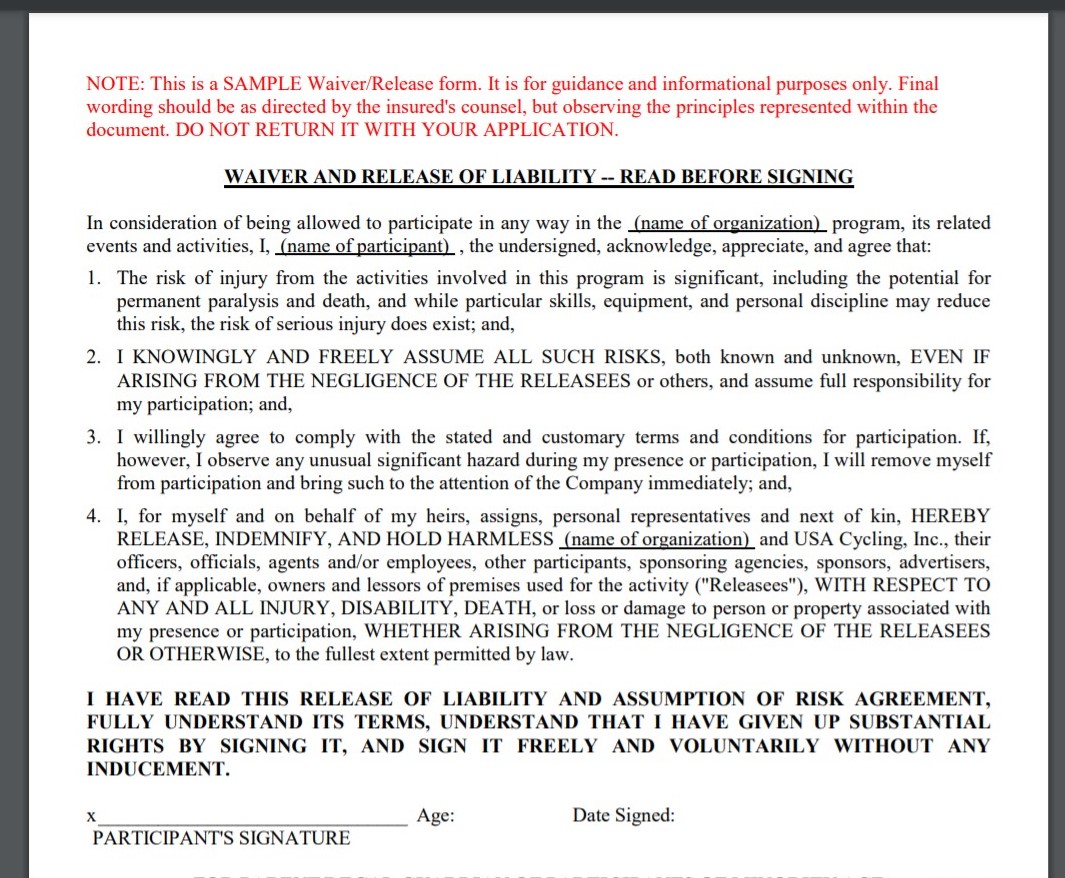 NOTE: This is a SAMPLE Waiver/Release form. It is for guidance and informational purposes only. Final
wording should be as directed by the insured's counsel, but observing the principles represented within the
document. DO NOT RETURN IT WITH YOUR APPLICATION.
WAIVER AND RELEASE OF LIABILITY -- READ BEFORE SIGNING
In consideration of being allowed to participate in any way in the (name of organization) program, its related
events and activities, I, (name of participant) , the undersigned, acknowledge, appreciate, and agree that:
1. The risk of injury from the activities involved in this program is significant, including the potential for
permanent paralysis and death, and while particular skills, equipment, and personal discipline may reduce
this risk, the risk of serious injury does exist; and,
2. I KNOWINGLY AND FREELY ASSUME ALL SUCH RISKS, both known and unknown, EVEN IF
ARISING FROM THE NEGLIGENCE OF THE RELEASEES or others, and assume full responsibility for
my participation; and,
3. I willingly agree to comply with the stated and customary terms and conditions for participation. If,
however, I observe any unusual significant hazard during my presence or participation, I will remove myself
from participation and bring such to the attention of the Company immediately; and,
4. I, for myself and on behalf of my heirs, assigns, personal representatives and next of kin, HEREBY
RELEASE, INDEMNIFY, AND HOLD HARMLESS (name of organization) and USA Cycling, Inc., their
officers, officials, agents and/or employees, other participants, sponsoring agencies, sponsors, advertisers,
and, if applicable, owners and lessors of premises used for the activity ("Releasees"), WITH RESPECT TO
ANY AND ALL INJURY, DISABILITY, DEATH, or loss or damage to person or property associated with
my presence or participation, WHETHER ARISING FROM THE NEGLIGENCE OF THE RELEASEES
OR OTHERWISE, to the fullest extent permitted by law.
I HAVE READ THIS RELEASE OF LIABILITY AND ASSUMPTION OF RISK AGREEMENT,
FULLY UNDERSTAND ITS TERMS, UNDERSTAND THAT I HAVE GIVEN UP SUBSTANTIAL
RIGHTS BY SIGNING IT, AND SIGN IT FREELY AND VOLUNTARILY WITHOUT ANY
INDUCEMENT.
x_______________________________ Age: Date Signed:
PARTICIPANT'S SIGNATURE